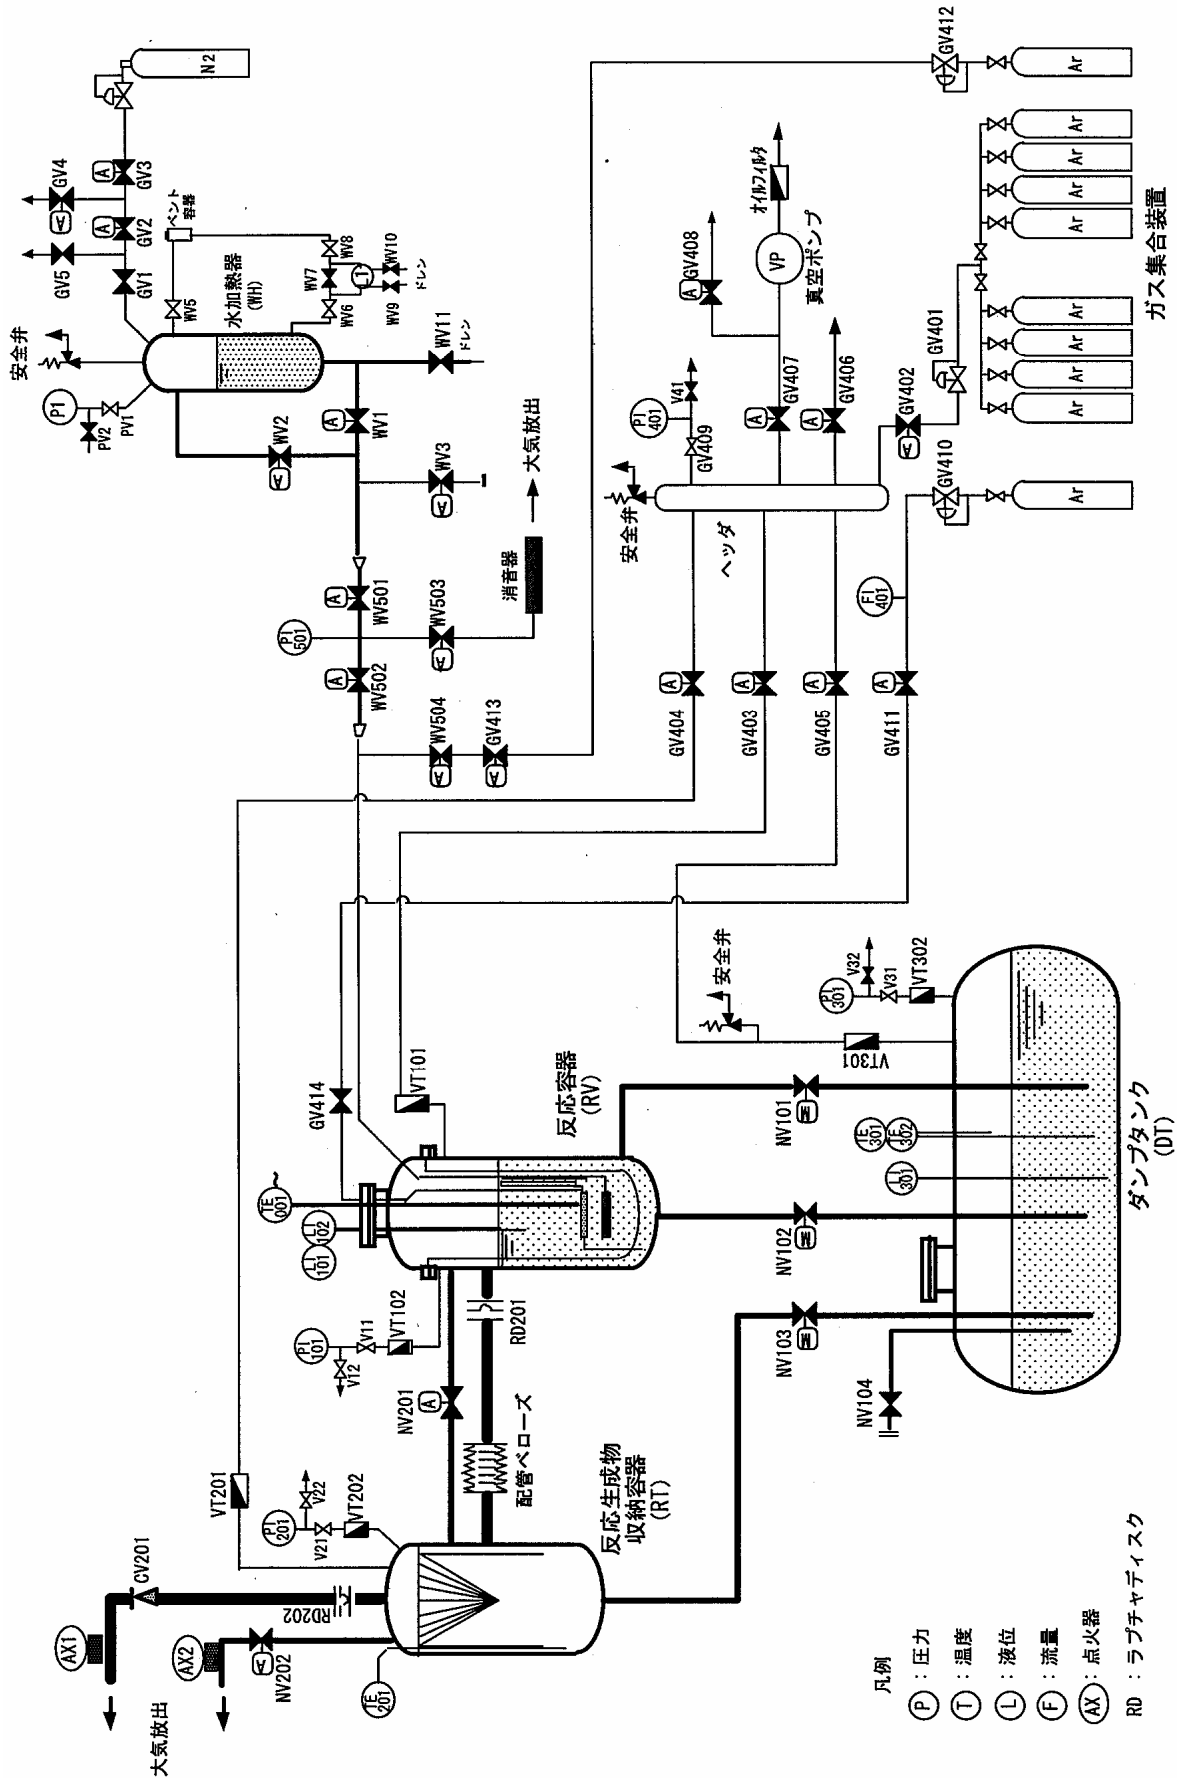 GV412
N2
Ar
GV4
A
A
GV3
A
GV2
GV5
GV1
ベント
容器
水加熱器
(WH)
WV5
WV8
WV7
WV6
WV10
WV9
ドレン
安全弁
PV2
PV1
WV11
ドレン
A
WV1
WV2
A
WV3
A
大気放出
消音器
A
WV501
PI
501
WV503
A
A
WV502
WV504
A
GV413
A
オイルフィルタ
VP
真空ポンプ
A
GV408
V41
PI
401
GV409
A
GV407
A
GV406
GV402
A
GV401
GV410
Ar
Ar
Ar
Ar
Ar
Ar
Ar
Ar
Ar
ガス集合装置
安全弁
ヘッダ
FI
401
A
GV404
A
GV403
A
GV405
A
GV411
GV414
VT101
反応容器
(RV)
TE
001
LI
102
LI
101
PI
101
V11
V12
VT102
RD201
NV201
A
配管ベローズ
安全弁
VT301
PI
301
V32
V31
VT302
NV101
M
NV102
M
NV103
M
TE
301
TE
302
LI
301
NV104
ダンプタンク
(DT)
VT201
PI
201
V22
V21
VT202
反応生成物
収納容器
(RT)
CV201
RD202
AX1
AX2
NV202
A
TE
201
大気放出
凡例
P : 圧力
T : 温度
L : 液位
F : 流量
AX : 点火器
RD : ラプチャディスク